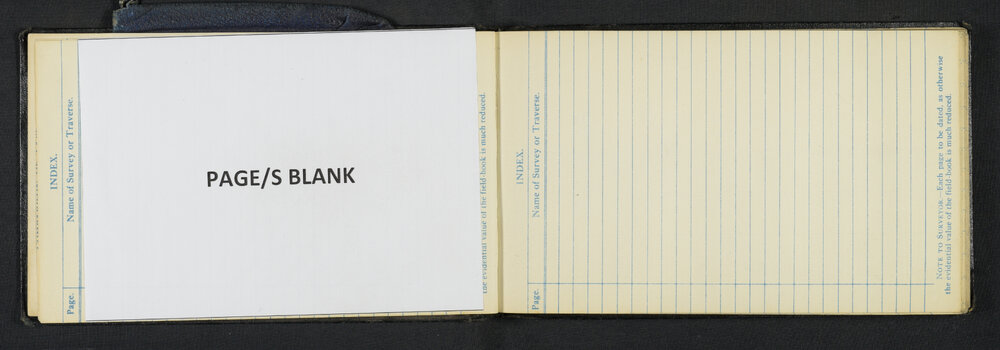 INDEX.
Page. Name of Survey or Traverse.
PAGE/S BLANK
the evidential value of the field-book is much reduced.
INDEX.
Page. Name of Survey or Traverse.
NOTE TO SURVEYOR.—Each page to be dated, as otherwise
the evidential value of the field-book is much reduced.